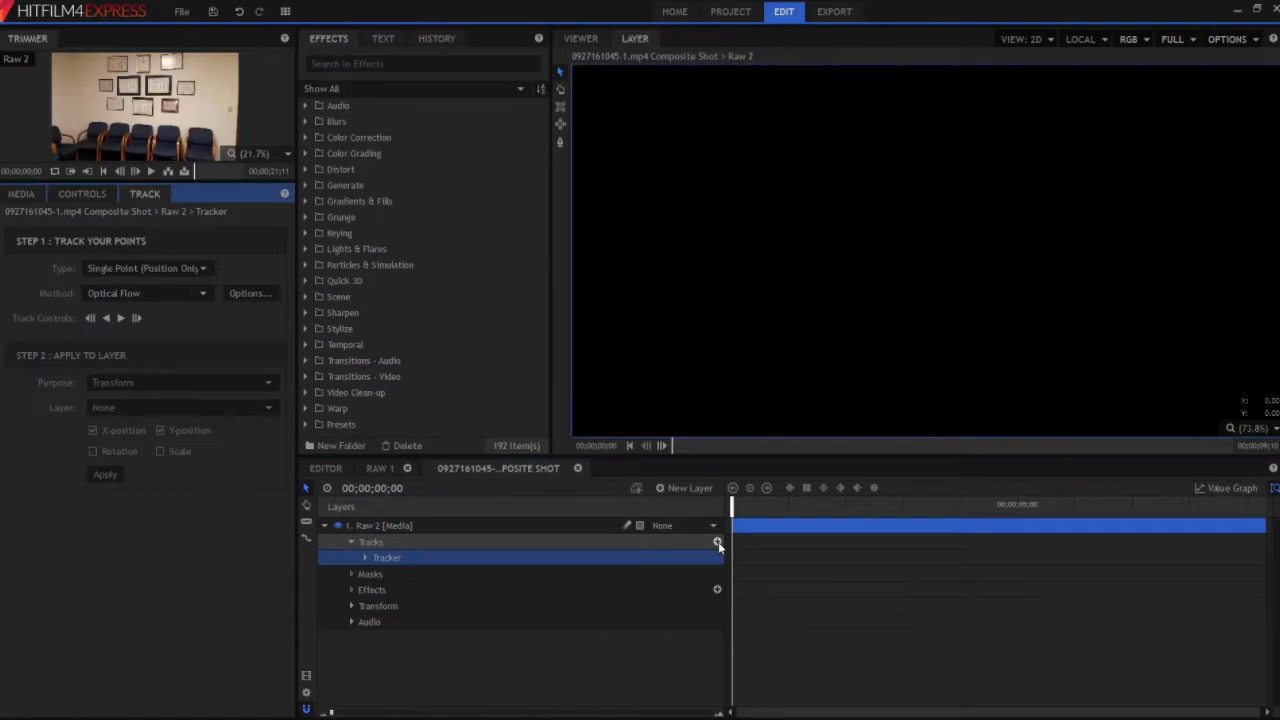 HITFILM4EXPRESS File HOME PROJECT EDIT EXPORT
TRIMMER
Raw 2
(21.7%)
00;00;00;00 00;00;21;11
MEDIA CONTROLS TRACK
0927161045-1.mp4 Composite Shot > Raw 2 > Tracker
STEP 1 : TRACK YOUR POINTS
Type: Single Point (Position Only
Method: Optical Flow Options...
Track Controls:
STEP 2 : APPLY TO LAYER
Purpose: Transform
Layer: None
X-position Y-position
Rotation Scale
Apply
EFFECTS TEXT HISTORY
Search in Effects
Show All
Audio
Blurs
Color Correction
Color Grading
Distort
Generate
Gradients & Fills
Grunge
Keying
Lights & Flares
Particles & Simulation
Quick 3D
Scene
Sharpen
Stylize
Temporal
Transitions - Audio
Transitions - Video
Video Clean-up
Warp
Presets
New Folder Delete 192 item(s)
VIEWER LAYER VIEW: 2D LOCAL RGB FULL OPTIONS
0927161045-1.mp4 Composite Shot > Raw 2
X: 0.00
Y: 0.00
(73.8%)
00;00;00;00 00;00;09;10
EDITOR RAW 1 0927161045-...POSITE SHOT
00;00;00;00 New Layer Value Graph
Layers 00;00;05;00
1. Raw 2 [Media] None
Tracks
Tracker
Masks
Effects
Transform
Audio